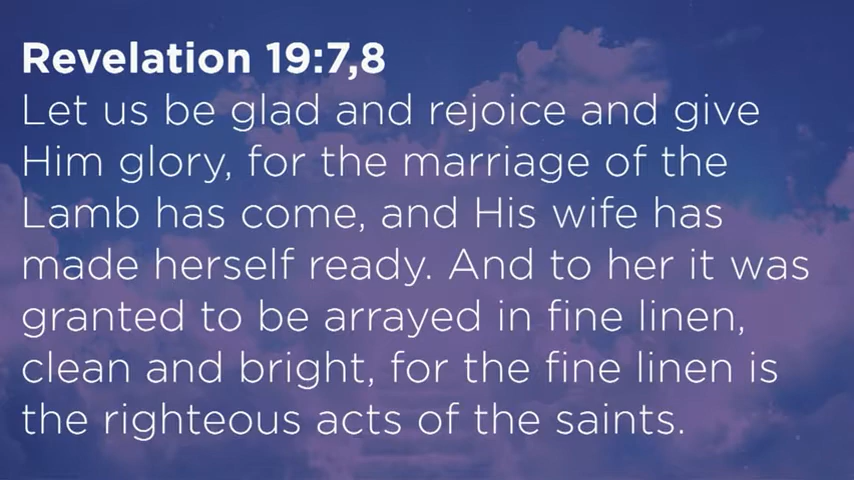 Revelation 19:7,8
Let us be glad and rejoice and give
Him glory, for the marriage of the
Lamb has come, and His wife has
made herself ready. And to her it was
granted to be arrayed in fine linen,
clean and bright, for the fine linen is
the righteous acts of the saints.